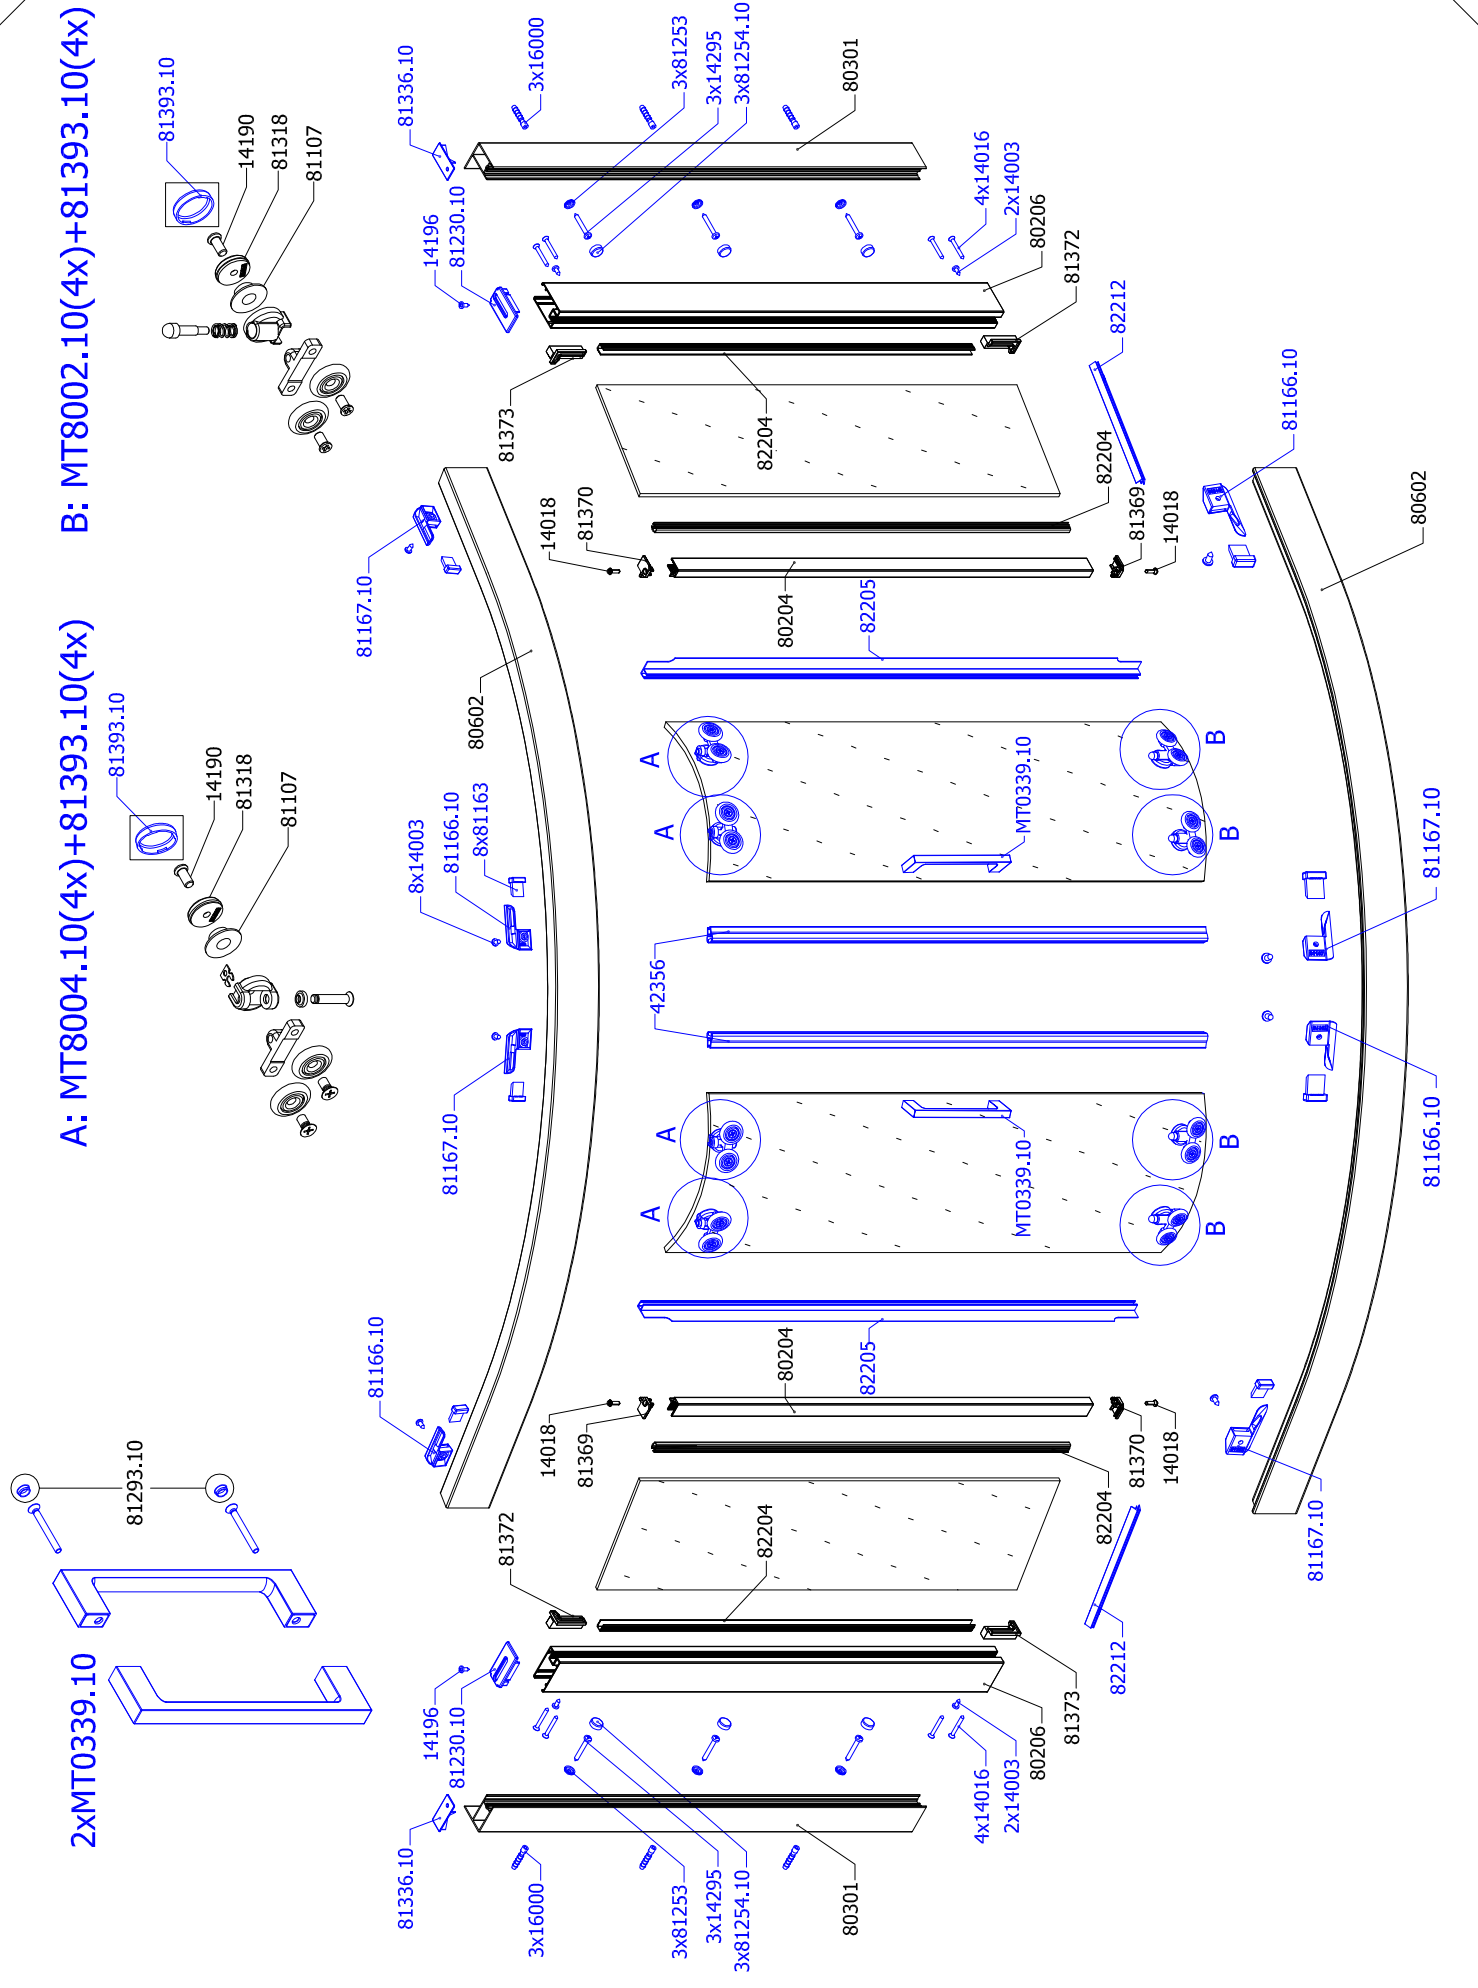 2xMT0339.10
81293.10
A: MT8004.10(4x)+81393.10(4x)
81393.10
14190
81318
81107
B: MT8002.10(4x)+81393.10(4x)
81393.10
14190
81318
81107
81336.10
14196
81230.10
81166.10
81167.10
8x14003
81166.10
8x81163
80602
81167.10
14196
81230.10
81336.10
3x16000
3x81253
3x14295
3x81254.10
80301
81372
82204
14018
81369
80204
82205
A
A
MT0339.10
42356
A
A
MT0339.10
82205
80204
14018
81370
82204
81373
3x16000
3x81253
3x14295
3x81254.10
80301
4x14016
2x14003
80206
81373
82212
82204
81370
14018
B
B
B
B
82204
81369
14018
82212
81372
80206
4x14016
2x14003
81167.10
81166.10
81167.10
81166.10
80602